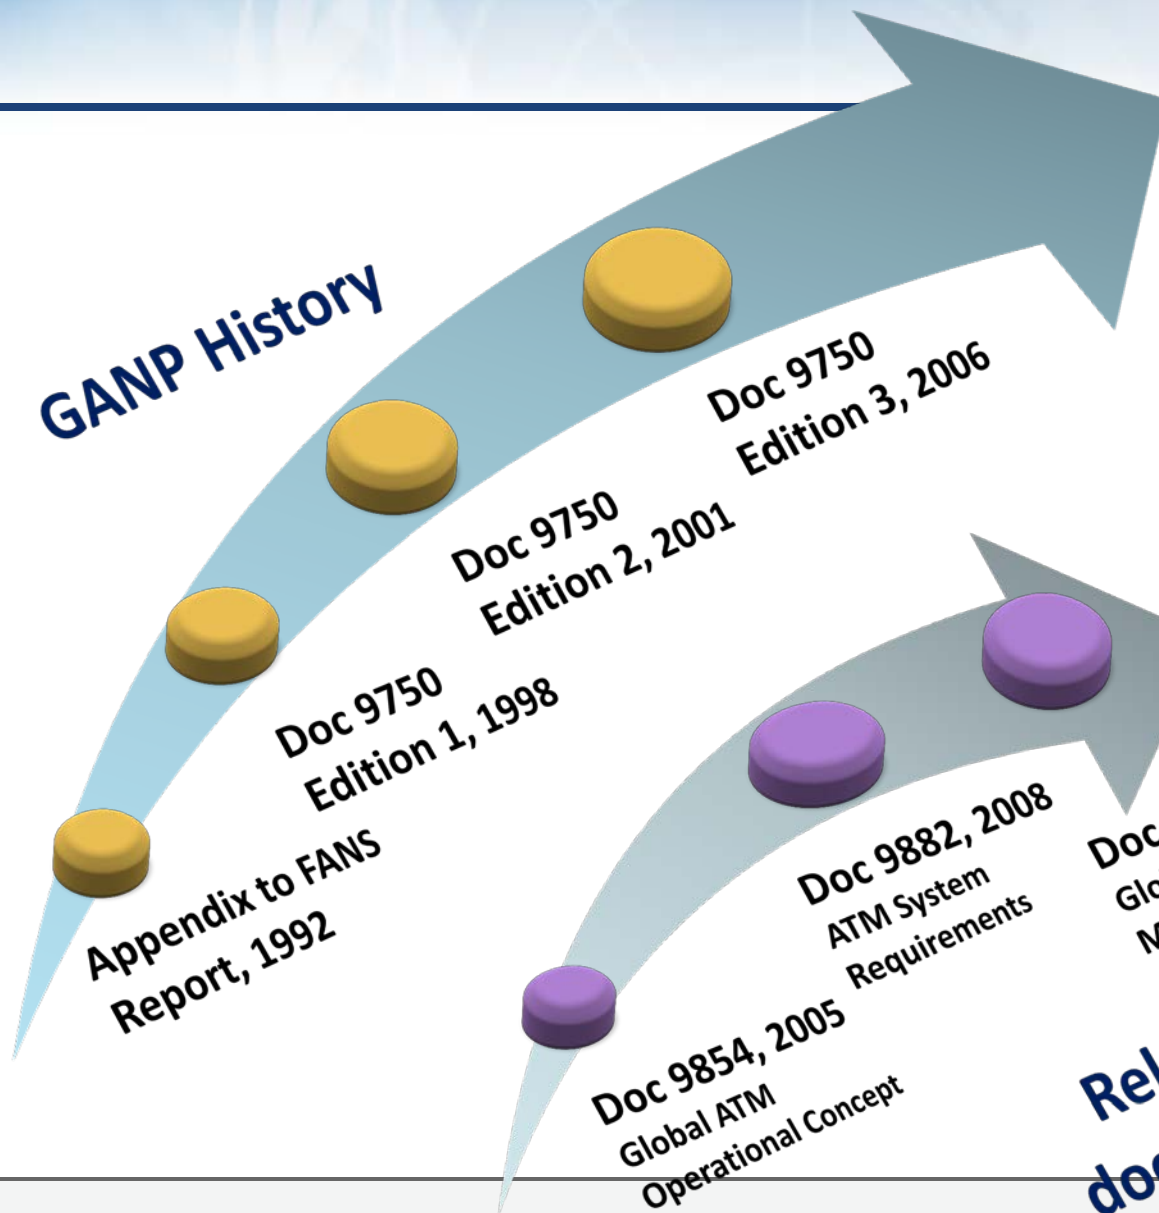 GANP History
Doc 9750
Edition 3, 2006
Doc 9750
Edition 2, 2001
Doc 9750
Edition 1, 1998
Appendix to FANS
Report, 1992
Doc 9882, 2008
ATM System
Requirements
Doc 9854, 2005
Global ATM
Operational Concept
Doc